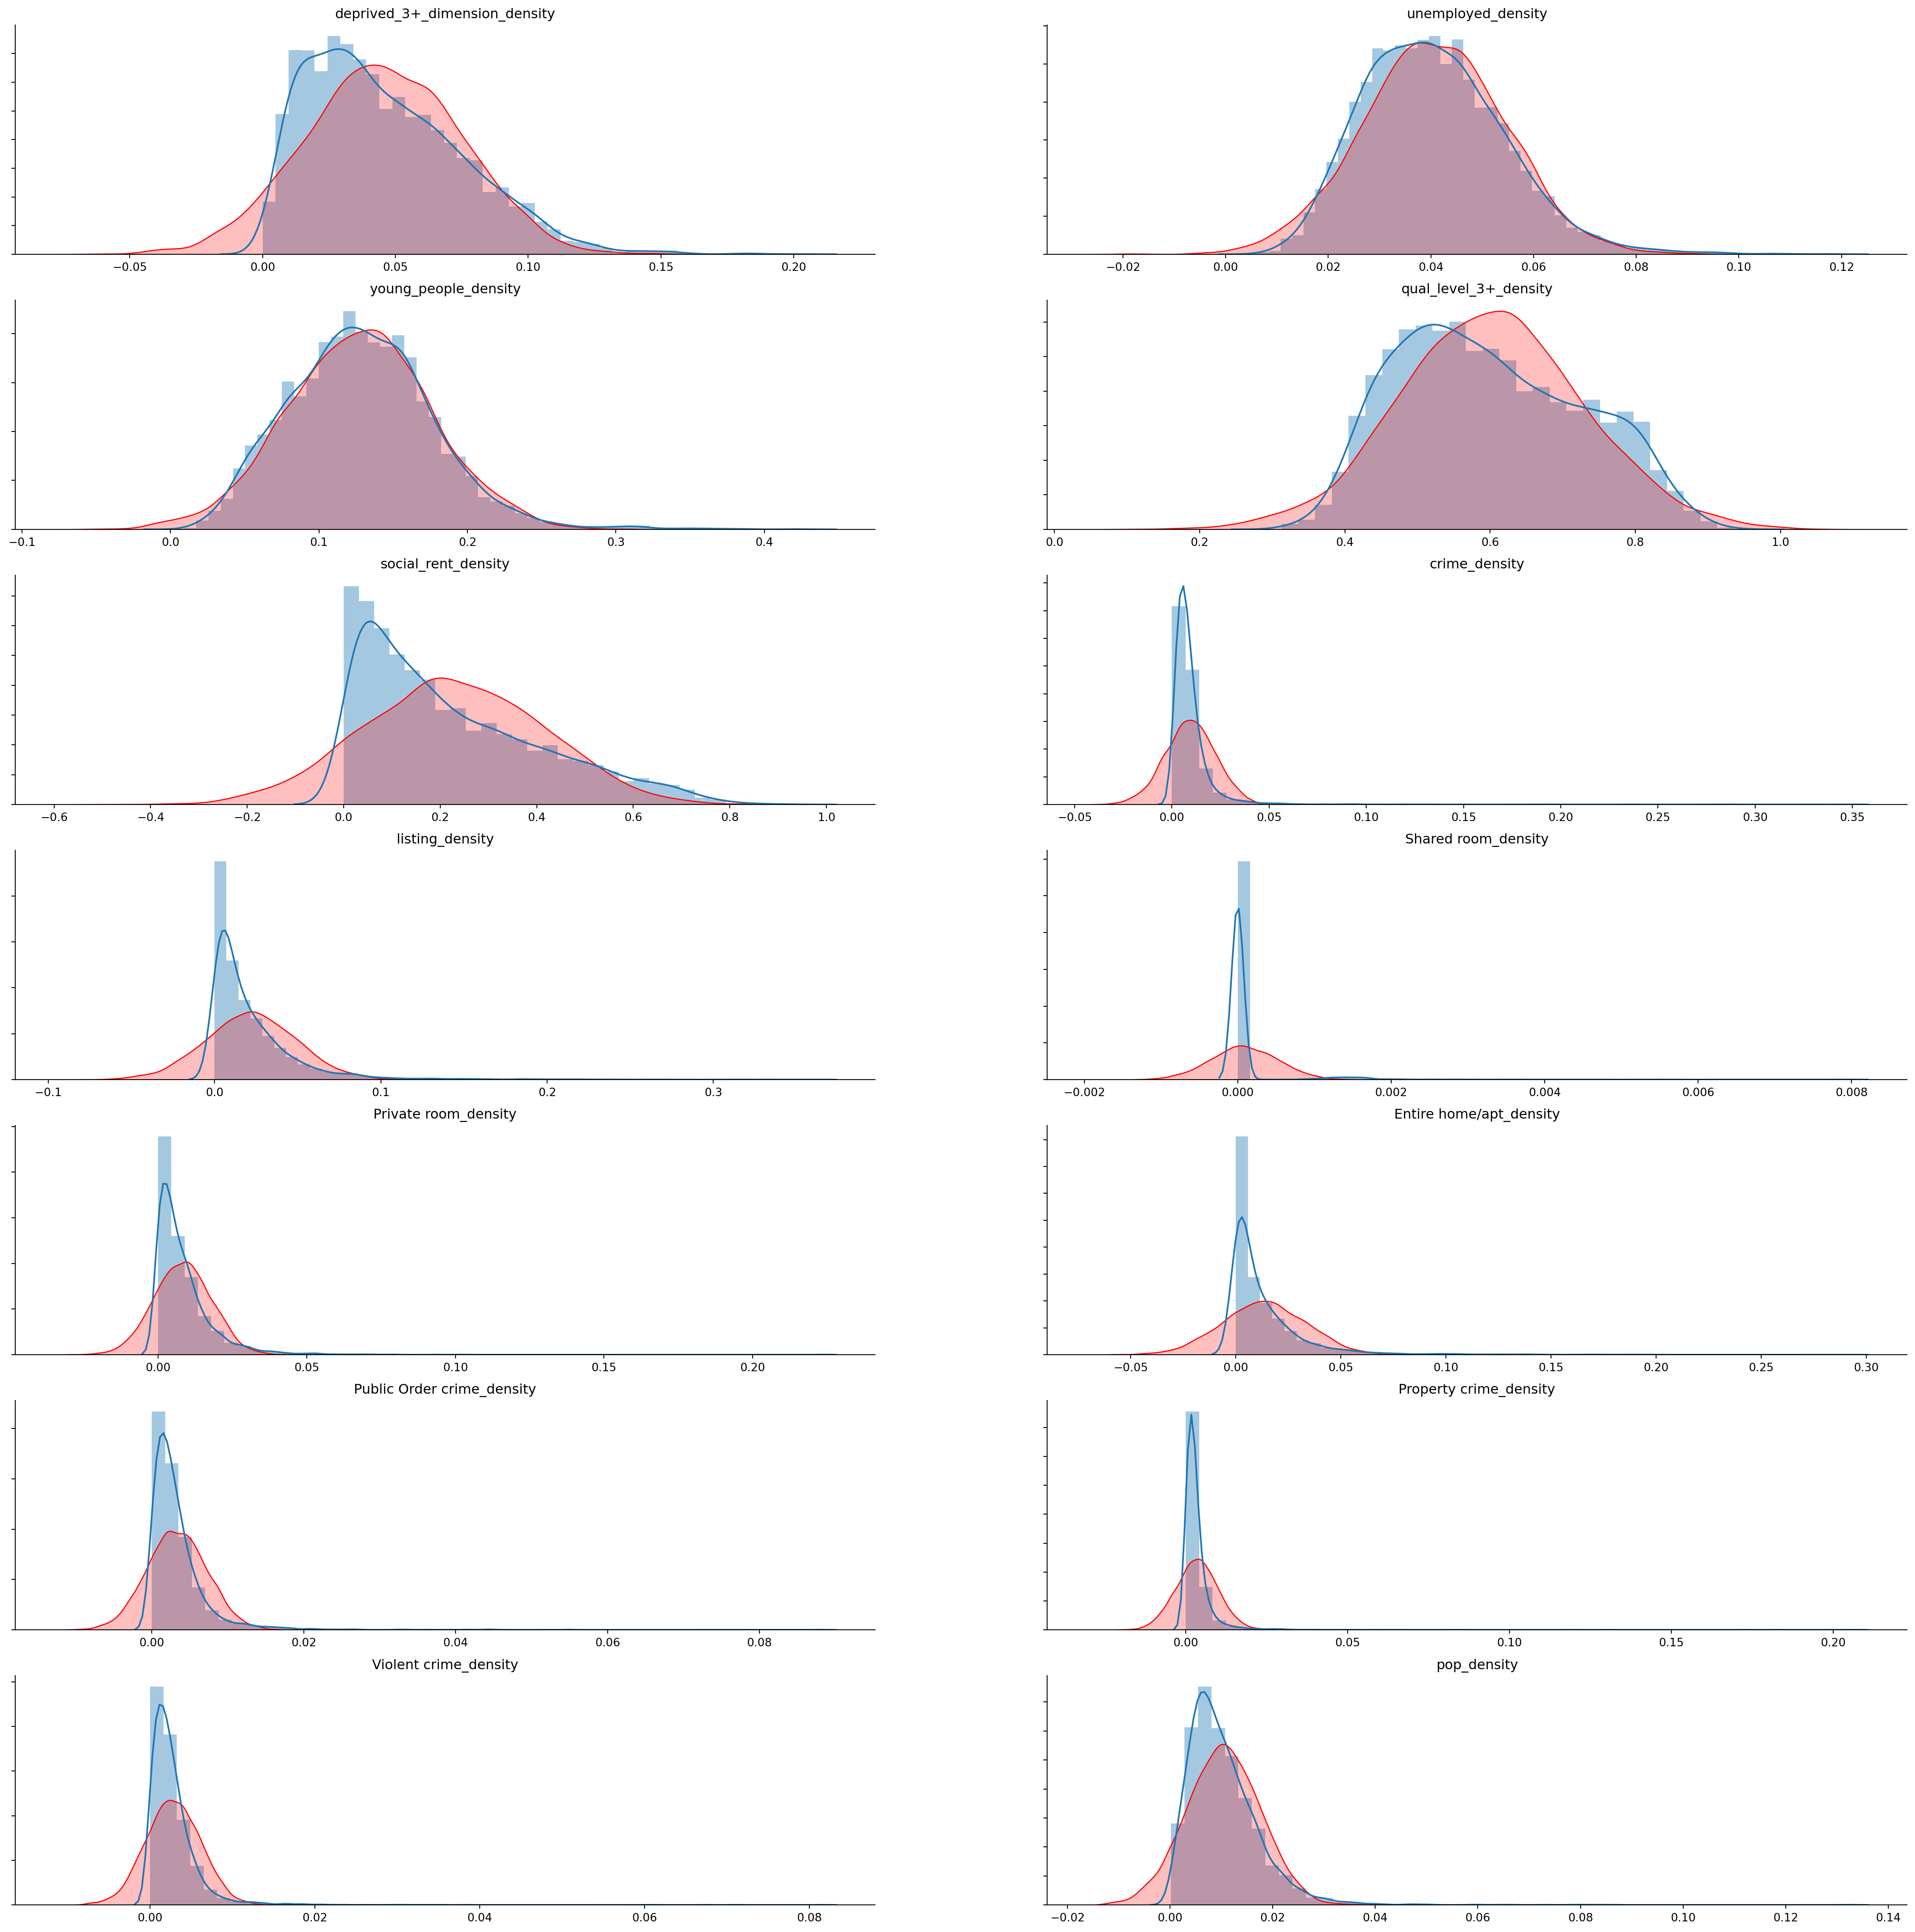 deprived_3+_dimension_density
unemployed_density
−0.05 0.00 0.05 0.10 0.15 0.20
−0.02 0.00 0.02 0.04 0.06 0.08 0.10 0.12
young_people_density
qual_level_3+_density
−0.1 0.0 0.1 0.2 0.3 0.4
0.0 0.2 0.4 0.6 0.8 1.0
social_rent_density
crime_density
−0.6 −0.4 −0.2 0.0 0.2 0.4 0.6 0.8 1.0
−0.05 0.00 0.05 0.10 0.15 0.20 0.25 0.30 0.35
listing_density
Shared room_density
−0.1 0.0 0.1 0.2 0.3
−0.002 0.000 0.002 0.004 0.006 0.008
Private room_density
Entire home/apt_density
0.00 0.05 0.10 0.15 0.20
−0.05 0.00 0.05 0.10 0.15 0.20 0.25 0.30
Public Order crime_density
Property crime_density
0.00 0.02 0.04 0.06 0.08
0.00 0.05 0.10 0.15 0.20
Violent crime_density
pop_density
0.00 0.02 0.04 0.06 0.08
−0.02 0.00 0.02 0.04 0.06 0.08 0.10 0.12 0.14